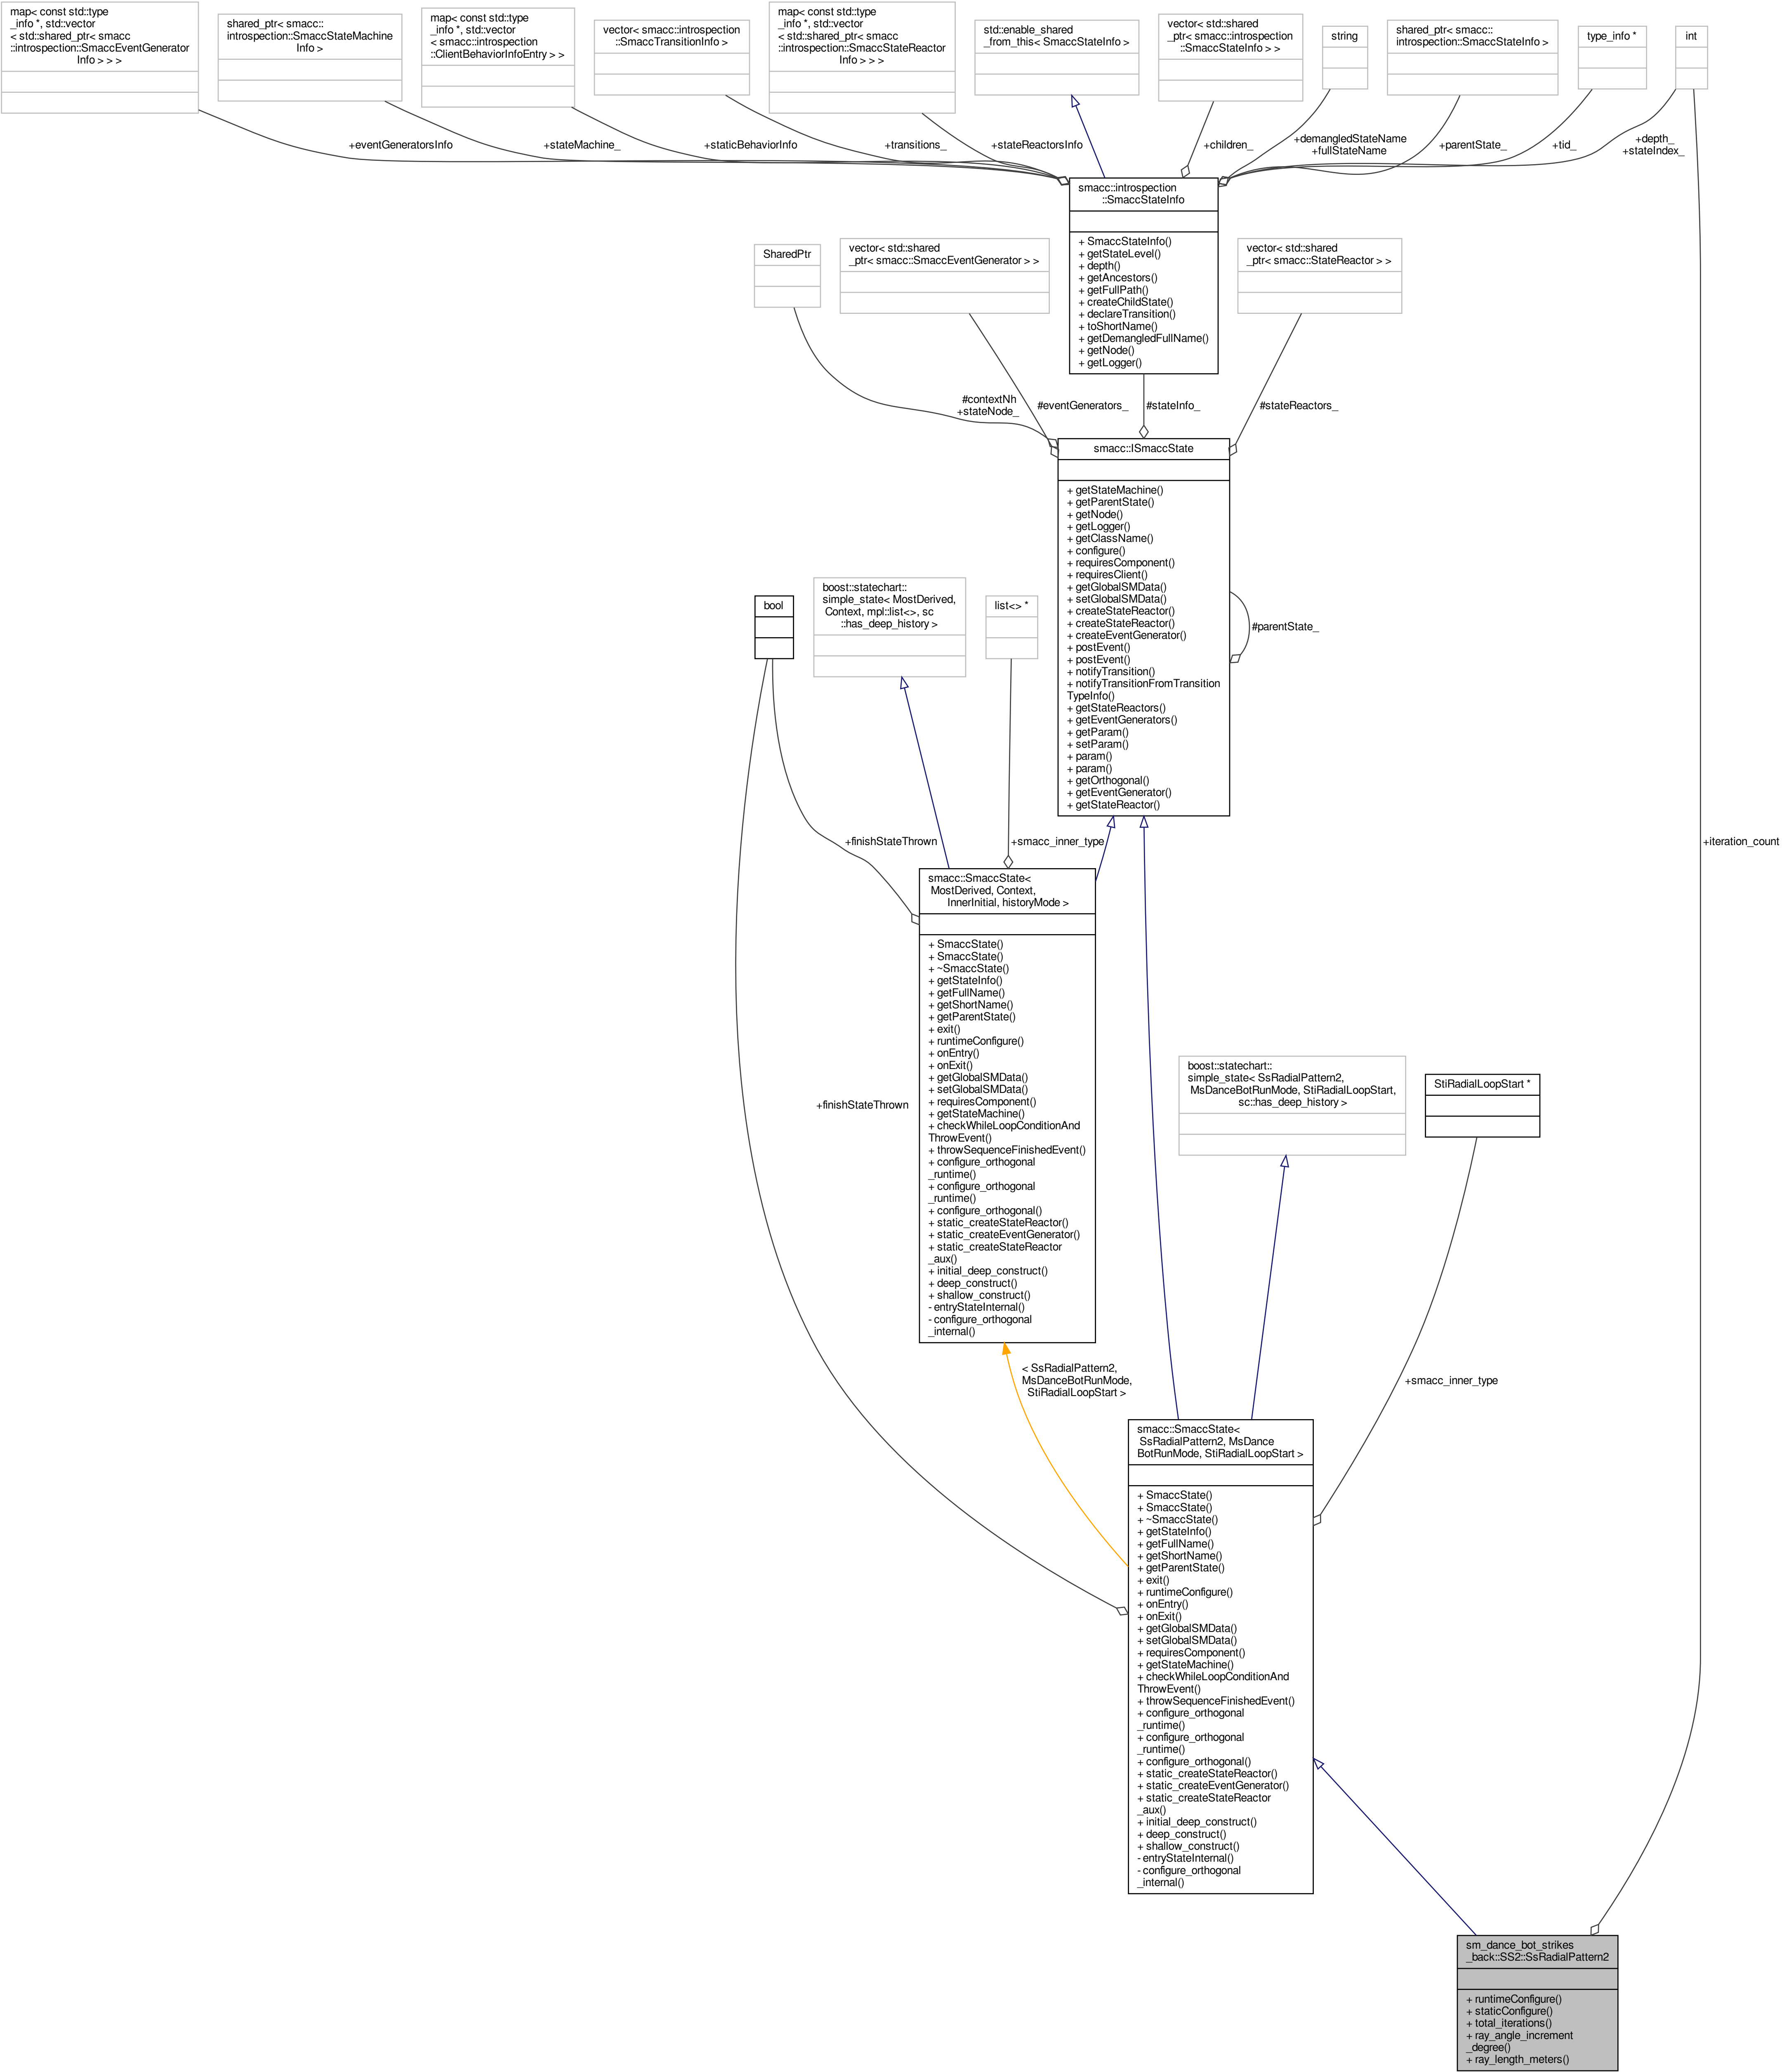 map< const std::type
_info *, std::vector
< std::shared_ptr< smacc
::introspection::SmaccEventGenerator
Info > > >
shared_ptr< smacc::
introspection::SmaccStateMachine
Info >
map< const std::type
_info *, std::vector
< smacc::introspection
::ClientBehaviorInfoEntry > >
vector< smacc::introspection
::SmaccTransitionInfo >
map< const std::type
_info *, std::vector
< std::shared_ptr< smacc
::introspection::SmaccStateReactor
Info > > >
std::enable_shared
_from_this< SmaccStateInfo >
vector< std::shared
_ptr< smacc::introspection
::SmaccStateInfo > >
string
shared_ptr< smacc::
introspection::SmaccStateInfo >
type_info *
int
+eventGeneratorsInfo
+stateMachine_
+staticBehaviorInfo
+transitions_
+stateReactorsInfo
+children_
+demangledStateName
+fullStateName
+parentState_
+tid_
+depth_
+stateIndex_
smacc::introspection
::SmaccStateInfo
+ SmaccStateInfo()
+ getStateLevel()
+ depth()
+ getAncestors()
+ getFullPath()
+ createChildState()
+ declareTransition()
+ toShortName()
+ getDemangledFullName()
+ getNode()
+ getLogger()
SharedPtr
vector< std::shared
_ptr< smacc::SmaccEventGenerator > >
vector< std::shared
_ptr< smacc::StateReactor > >
#contextNh
+stateNode_
#eventGenerators_
#stateInfo_
#stateReactors_
smacc::ISmaccState
+ getStateMachine()
+ getParentState()
+ getNode()
+ getLogger()
+ getClassName()
+ configure()
+ requiresComponent()
+ requiresClient()
+ getGlobalSMData()
+ setGlobalSMData()
+ createStateReactor()
+ createStateReactor()
+ createEventGenerator()
+ postEvent()
+ postEvent()
+ notifyTransition()
+ notifyTransitionFromTransition
TypeInfo()
+ getStateReactors()
+ getEventGenerators()
+ getParam()
+ setParam()
+ param()
+ param()
+ getOrthogonal()
+ getEventGenerator()
+ getStateReactor()
#parentState_
bool
boost::statechart::
simple_state< MostDerived,
Context, mpl::list<>, sc
::has_deep_history >
list<> *
+finishStateThrown
+smacc_inner_type
+iteration_count
smacc::SmaccState<
MostDerived, Context,
InnerInitial, historyMode >
+ SmaccState()
+ SmaccState()
+ ~SmaccState()
+ getStateInfo()
+ getFullName()
+ getShortName()
+ getParentState()
+ exit()
+ runtimeConfigure()
+ onEntry()
+ onExit()
+ getGlobalSMData()
+ setGlobalSMData()
+ requiresComponent()
+ getStateMachine()
+ checkWhileLoopConditionAnd
ThrowEvent()
+ throwSequenceFinishedEvent()
+ configure_orthogonal
_runtime()
+ configure_orthogonal
_runtime()
+ configure_orthogonal()
+ static_createStateReactor()
+ static_createEventGenerator()
+ static_createStateReactor
_aux()
+ initial_deep_construct()
+ deep_construct()
+ shallow_construct()
- entryStateInternal()
- configure_orthogonal
_internal()
+finishStateThrown
boost::statechart::
simple_state< SsRadialPattern2,
MsDanceBotRunMode, StiRadialLoopStart,
sc::has_deep_history >
StiRadialLoopStart *
< SsRadialPattern2,
MsDanceBotRunMode,
StiRadialLoopStart >
+smacc_inner_type
smacc::SmaccState<
SsRadialPattern2, MsDance
BotRunMode, StiRadialLoopStart >
+ SmaccState()
+ SmaccState()
+ ~SmaccState()
+ getStateInfo()
+ getFullName()
+ getShortName()
+ getParentState()
+ exit()
+ runtimeConfigure()
+ onEntry()
+ onExit()
+ getGlobalSMData()
+ setGlobalSMData()
+ requiresComponent()
+ getStateMachine()
+ checkWhileLoopConditionAnd
ThrowEvent()
+ throwSequenceFinishedEvent()
+ configure_orthogonal
_runtime()
+ configure_orthogonal
_runtime()
+ configure_orthogonal()
+ static_createStateReactor()
+ static_createEventGenerator()
+ static_createStateReactor
_aux()
+ initial_deep_construct()
+ deep_construct()
+ shallow_construct()
- entryStateInternal()
- configure_orthogonal
_internal()
sm_dance_bot_strikes
_back::SS2::SsRadialPattern2
+ runtimeConfigure()
+ staticConfigure()
+ total_iterations()
+ ray_angle_increment
_degree()
+ ray_length_meters()